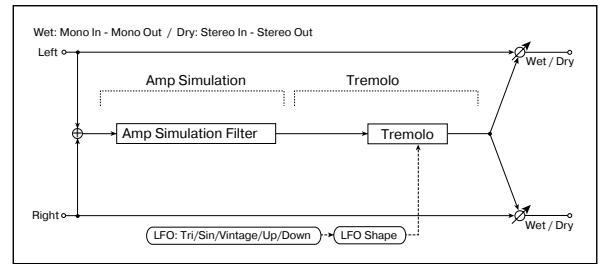 Wet: Mono In - Mono Out / Dry: Stereo In - Stereo Out
Left
Wet / Dry
Amp Simulation
Tremolo
Amp Simulation Filter
Tremolo
Right
Wet / Dry
LFO: Tri/Sin/Vintage/Up/Down
LFO Shape